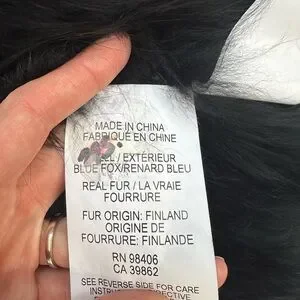 MADE IN CHINA
FABRIQUÉ EN CHINE
/ EXTÉRIEUR
BLUE FOX/RENARD BLEU
REAL FUR / LA VRAIE
FOURRURE
FUR ORIGIN: FINLAND
ORIGINE DE
FOURRURE: FINLANDE
RN 98406
CA 39862
SEE REVERSE SIDE FOR CARE